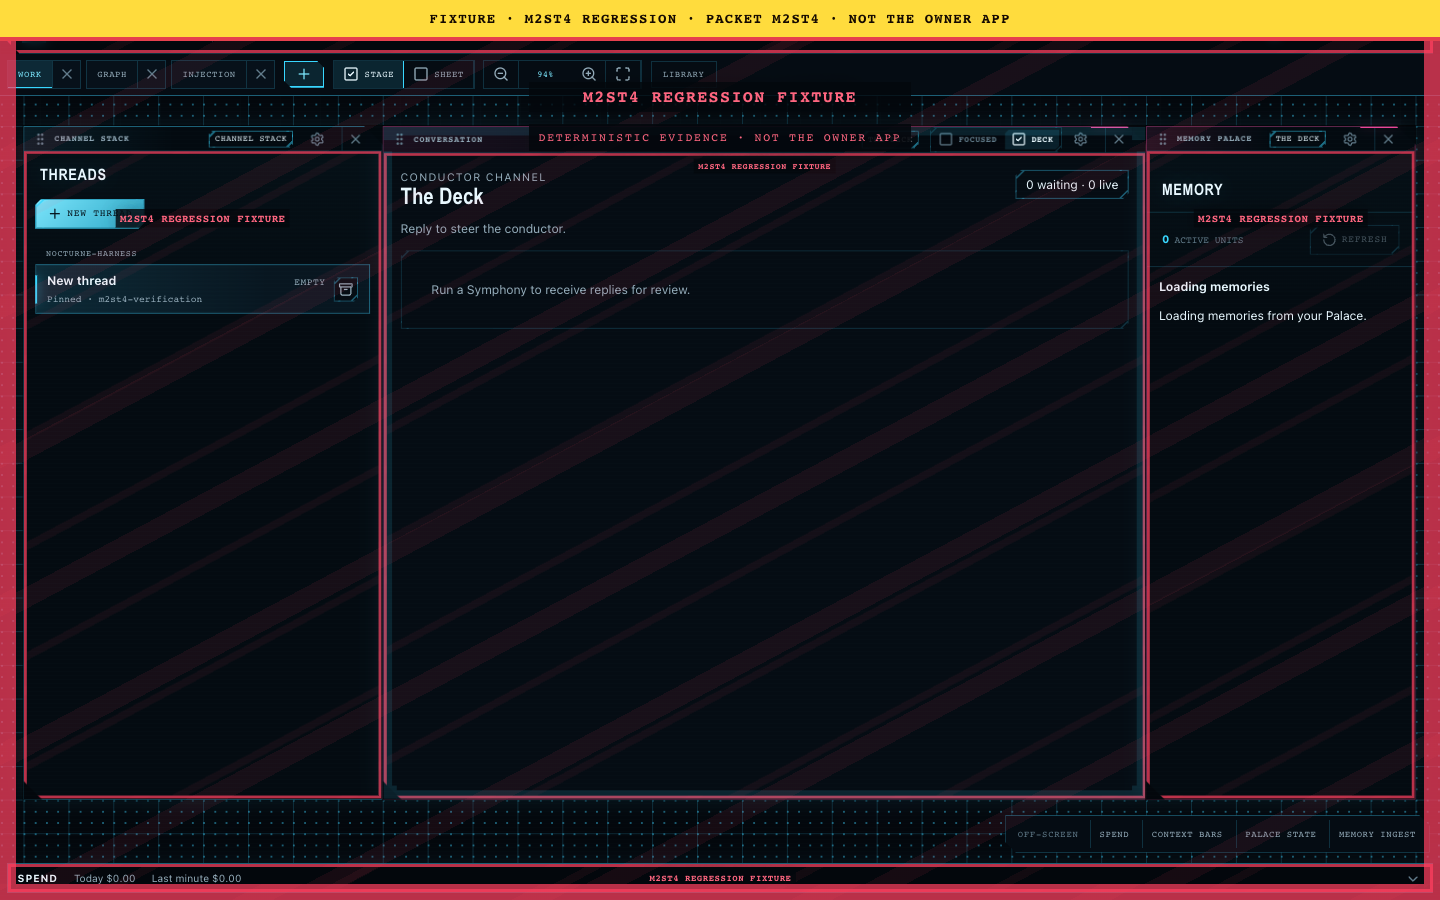 FIXTURE · M2ST4 REGRESSION · PACKET M2ST4 · NOT THE OWNER APP
WORK GRAPH INJECTION STAGE SHEET 94% LIBRARY
M2ST4 REGRESSION FIXTURE
DETERMINISTIC EVIDENCE · NOT THE OWNER APP
CHANNEL STACK CHANNEL STACK
CONVERSATION FOCUSED DECK
MEMORY PALACE THE DECK
THREADS
NEW
M2ST4 REGRESSION FIXTURE
NOCTURNE-HARNESS
New thread EMPTY
Pinned · m2st4-verification
M2ST4 REGRESSION FIXTURE
CONDUCTOR CHANNEL
The Deck
0 waiting · 0 live
Reply to steer the conductor.
Run a Symphony to receive replies for review.
MEMORY
M2ST4 REGRESSION FIXTURE
0 ACTIVE UNITS REFRESH
Loading memories
Loading memories from your Palace.
OFF-SCREEN SPEND CONTEXT BARS PALACE STATE MEMORY INGEST
SPEND Today $0.00 Last minute $0.00
M2ST4 REGRESSION FIXTURE